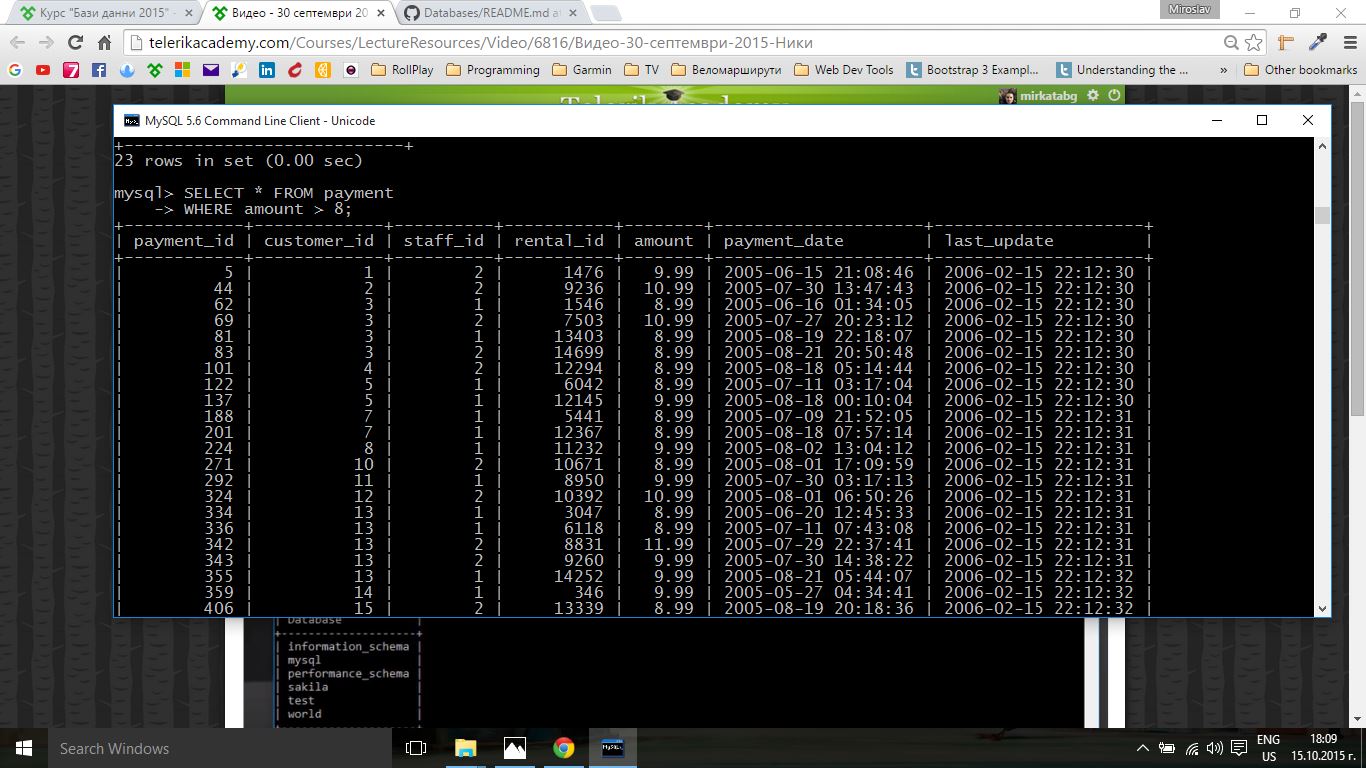 Курс "Бази данни 2015" -
Видео - 30 септември 20
Databases/README.md at
Miroslav
telerikacademy.com/Courses/LectureResources/Video/6816/Видео-30-септември-2015-Ники
RollPlay Programming Garmin TV Веломаршрути Web Dev Tools Bootstrap 3 Exampl... Understanding the ... » Other bookmarks
mirkatabg
MySQL 5.6 Command Line Client - Unicode
+----------------------------+
23 rows in set (0.00 sec)
mysql> SELECT * FROM payment
-> WHERE amount > 8;
| payment_id | customer_id | staff_id | rental_id | amount | payment_date | last_update |
| 5 | 1 | 2 | 1476 | 9.99 | 2005-06-15 21:08:46 | 2006-02-15 22:12:30 |
| 44 | 2 | 2 | 9236 | 10.99 | 2005-07-30 13:47:43 | 2006-02-15 22:12:30 |
| 62 | 3 | 1 | 1546 | 8.99 | 2005-06-16 01:34:05 | 2006-02-15 22:12:30 |
| 69 | 3 | 2 | 7503 | 10.99 | 2005-07-27 20:23:12 | 2006-02-15 22:12:30 |
| 81 | 3 | 1 | 13403 | 8.99 | 2005-08-19 22:18:07 | 2006-02-15 22:12:30 |
| 83 | 3 | 2 | 14699 | 8.99 | 2005-08-21 20:50:48 | 2006-02-15 22:12:30 |
| 101 | 4 | 2 | 12294 | 8.99 | 2005-08-18 05:14:44 | 2006-02-15 22:12:30 |
| 122 | 5 | 1 | 6042 | 8.99 | 2005-07-11 03:17:04 | 2006-02-15 22:12:30 |
| 137 | 5 | 1 | 12145 | 9.99 | 2005-08-18 00:10:04 | 2006-02-15 22:12:30 |
| 188 | 7 | 1 | 5441 | 8.99 | 2005-07-09 21:52:05 | 2006-02-15 22:12:31 |
| 201 | 7 | 1 | 12367 | 8.99 | 2005-08-18 07:57:14 | 2006-02-15 22:12:31 |
| 224 | 8 | 1 | 11232 | 9.99 | 2005-08-02 13:04:12 | 2006-02-15 22:12:31 |
| 271 | 10 | 2 | 10671 | 8.99 | 2005-08-01 17:09:59 | 2006-02-15 22:12:31 |
| 292 | 11 | 1 | 8950 | 9.99 | 2005-07-30 03:17:13 | 2006-02-15 22:12:31 |
| 324 | 12 | 2 | 10392 | 10.99 | 2005-08-01 06:50:26 | 2006-02-15 22:12:31 |
| 334 | 13 | 1 | 3047 | 8.99 | 2005-06-20 12:45:33 | 2006-02-15 22:12:31 |
| 336 | 13 | 1 | 6118 | 8.99 | 2005-07-11 07:43:08 | 2006-02-15 22:12:31 |
| 342 | 13 | 2 | 8831 | 11.99 | 2005-07-29 22:37:41 | 2006-02-15 22:12:31 |
| 343 | 13 | 2 | 9260 | 9.99 | 2005-07-30 14:38:22 | 2006-02-15 22:12:31 |
| 355 | 13 | 1 | 14252 | 9.99 | 2005-08-21 05:44:07 | 2006-02-15 22:12:32 |
| 359 | 14 | 1 | 346 | 9.99 | 2005-05-27 04:34:41 | 2006-02-15 22:12:32 |
| 406 | 15 | 2 | 13339 | 8.99 | 2005-08-19 20:18:36 | 2006-02-15 22:12:32 |
| Database |
| information_schema |
| mysql |
| performance_schema |
| sakila |
| test |
| world |
Search Windows
MySQL
ENG 18:09
US 15.10.2015 г.